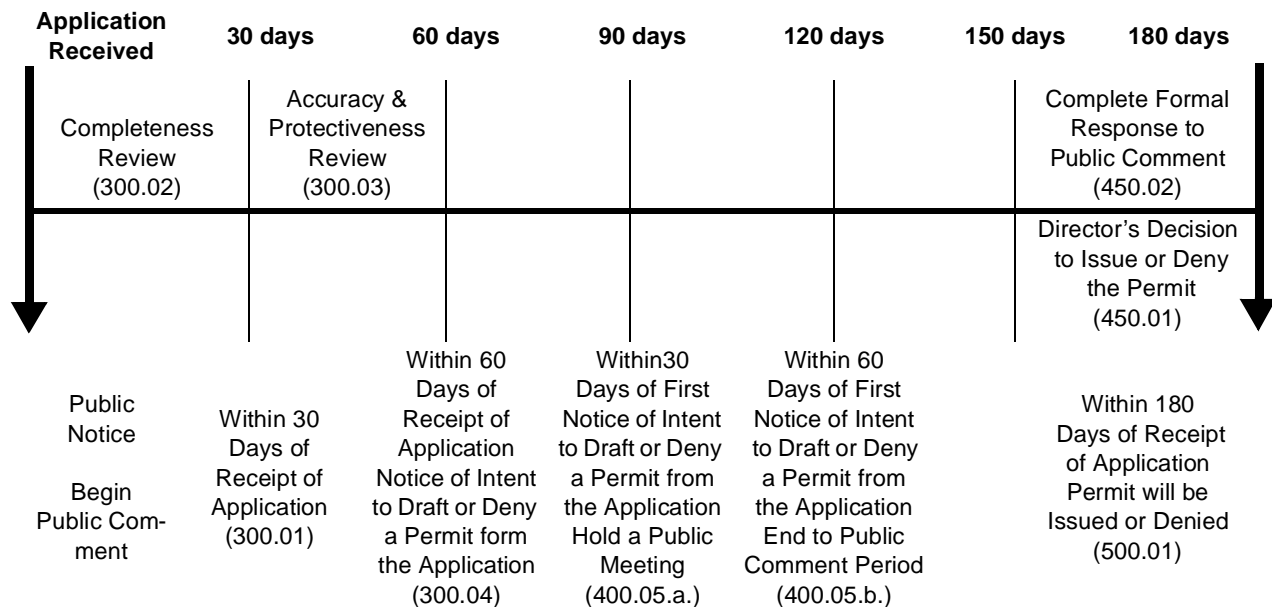 Application
Received
30 days
60 days
90 days
120 days
150 days
180 days
Completeness
Review
(300.02)
Accuracy &
Protectiveness
Review
(300.03)
Complete Formal
Response to
Public Comment
(450.02)
Director’s Decision
to Issue or Deny
the Permit
(450.01)
Public
Notice
Begin
Public Com-
ment
Within 30
Days of
Receipt of
Application
(300.01)
Within 60
Days of
Receipt of
Application
Notice of Intent
to Draft or Deny
a Permit form
the Application
(300.04)
Within30
Days of First
Notice of Intent
to Draft or Deny
a Permit from
the Application
Hold a Public
Meeting
(400.05.a.)
Within 60
Days of First
Notice of Intent
to Draft or Deny
a Permit from
the Application
End to Public
Comment Period
(400.05.b.)
Within 180
Days of Receipt
of Application
Permit will be
Issued or Denied
(500.01)